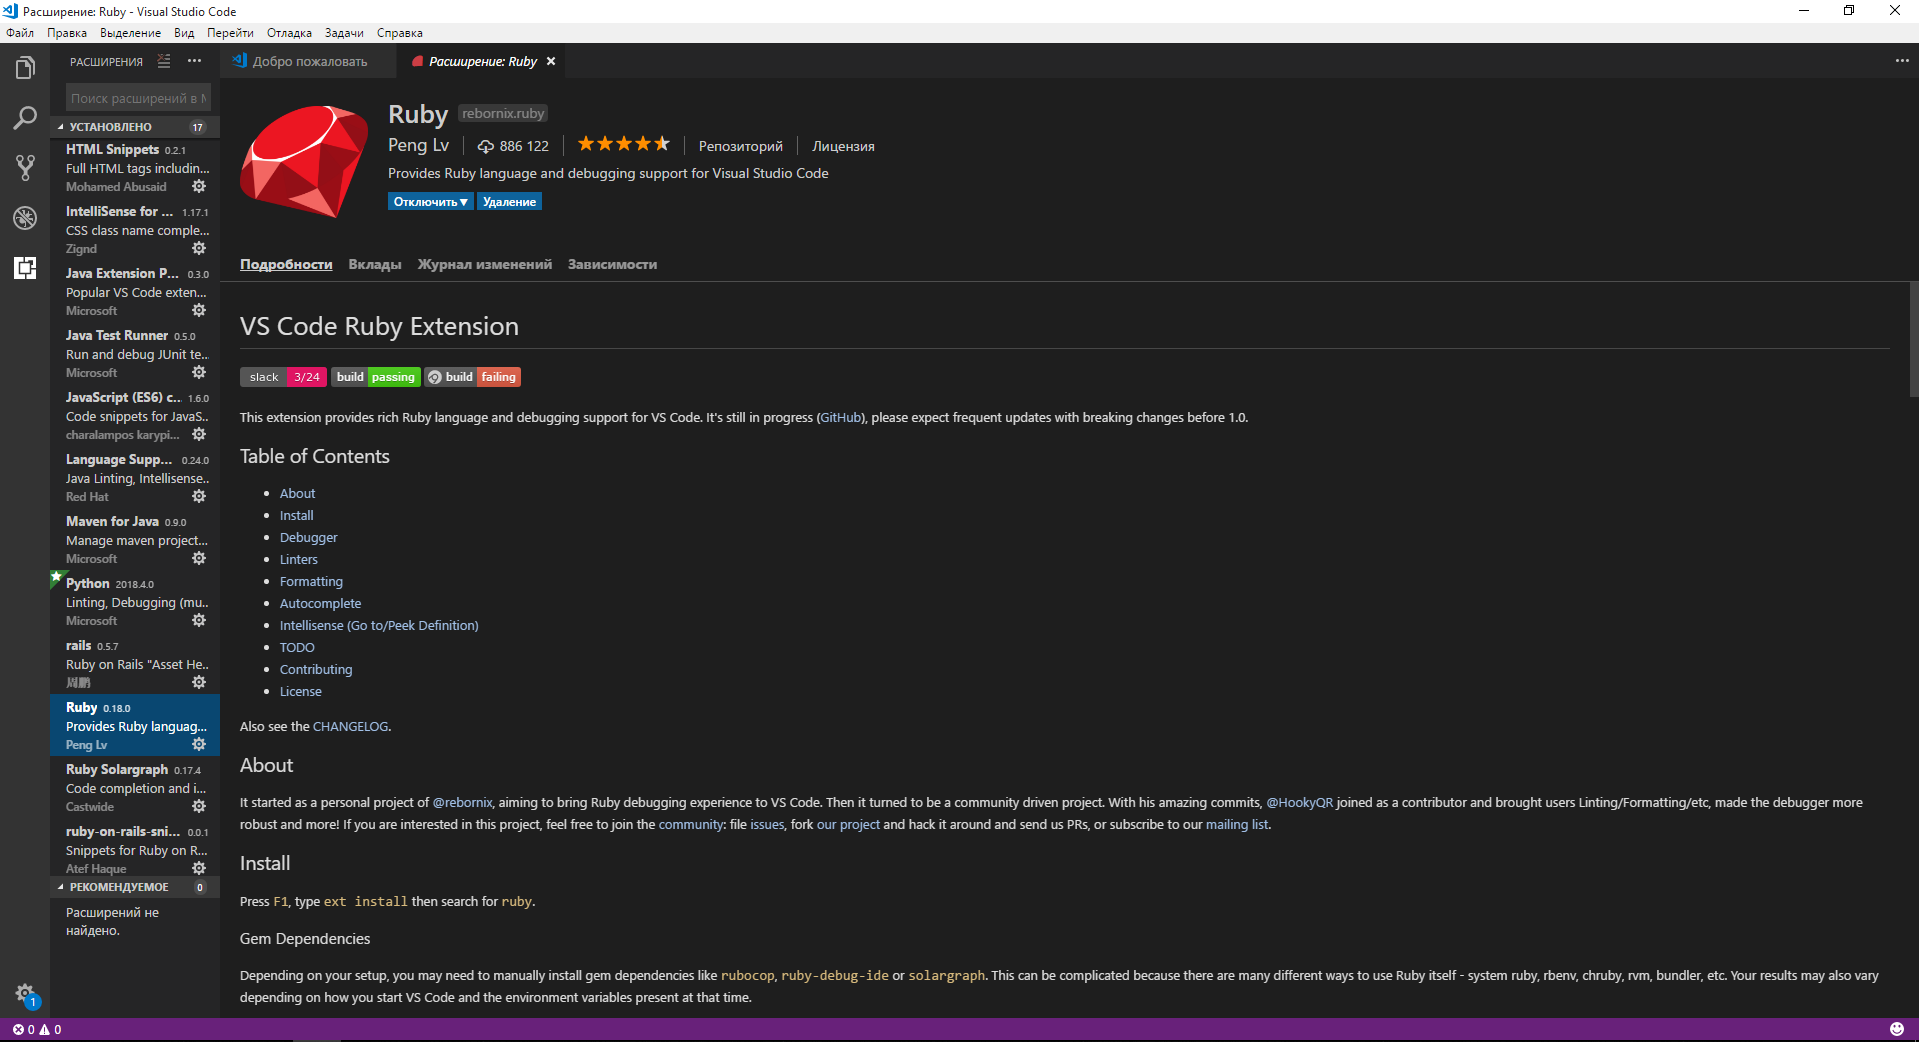 Расширение: Ruby - Visual Studio Code
Файл Правка Выделение Вид Перейти Отладка Задачи Справка
РАСШИРЕНИЯ
Поиск расширений в M
УСТАНОВЛЕНО 17
HTML Snippets 0.2.1
Full HTML tags includin...
Mohamed Abusaid
IntelliSense for ... 1.17.1
CSS class name comple...
Zignd
Java Extension P... 0.3.0
Popular VS Code exten...
Microsoft
Java Test Runner 0.5.0
Run and debug JUnit te...
Microsoft
JavaScript (ES6) c... 1.6.0
Code snippets for JavaS...
charalampos karypi...
Language Supp... 0.24.0
Java Linting, Intellisense...
Red Hat
Maven for Java 0.9.0
Manage maven project...
Microsoft
Python 2018.4.0
Linting, Debugging (mu...
Microsoft
rails 0.5.7
Ruby on Rails "Asset He...
Ruby 0.18.0
Provides Ruby languag...
Peng Lv
Ruby Solargraph 0.17.4
Code completion and i...
Castwide
ruby-on-rails-sni... 0.0.1
Snippets for Ruby on R...
Atef Haque
РЕКОМЕНДУЕМОЕ 0
Расширений не
найдено.
1
Добро пожаловать
Расширение: Ruby
Ruby rebornix.ruby
Peng Lv 886 122 Репозиторий Лицензия
Provides Ruby language and debugging support for Visual Studio Code
Отключить Удаление
Подробности Вклады Журнал изменений Зависимости
VS Code Ruby Extension
slack 3/24 build passing build failing
This extension provides rich Ruby language and debugging support for VS Code. It's still in progress (GitHub), please expect frequent updates with breaking changes before 1.0.
Table of Contents
About
Install
Debugger
Linters
Formatting
Autocomplete
Intellisense (Go to/Peek Definition)
TODO
Contributing
License
Also see the CHANGELOG.
About
It started as a personal project of @rebornix, aiming to bring Ruby debugging experience to VS Code. Then it turned to be a community driven project. With his amazing commits, @HookyQR joined as a contributor and brought users Linting/Formatting/etc, made the debugger more
robust and more! If you are interested in this project, feel free to join the community: file issues, fork our project and hack it around and send us PRs, or subscribe to our mailing list.
Install
Press F1, type ext install then search for ruby.
Gem Dependencies
Depending on your setup, you may need to manually install gem dependencies like rubocop, ruby-debug-ide or solargraph. This can be complicated because there are many different ways to use Ruby itself - system ruby, rbenv, chruby, rvm, bundler, etc. Your results may also vary
depending on how you start VS Code and the environment variables present at that time.
0 0